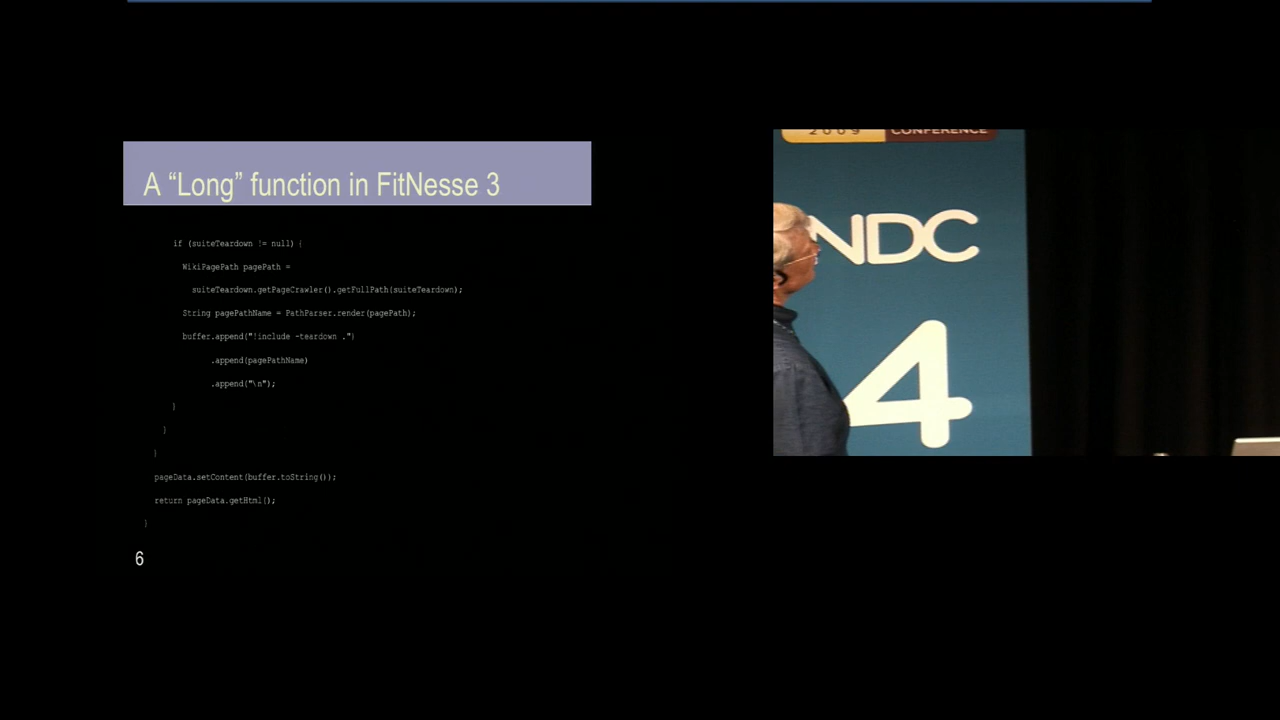 A “Long” function in FitNesse 3
if (suiteTeardown != null) {
WikiPagePath pagePath =
suiteTeardown.getPageCrawler().getFullPath(suiteTeardown);
String pagePathName = PathParser.render(pagePath);
buffer.append("!include -teardown .")
.append(pagePathName)
.append("\n");
}
}
}
pageData.setContent(buffer.toString());
return pageData.getHtml();
}
6
2009 CONFERENCE
NDC
4